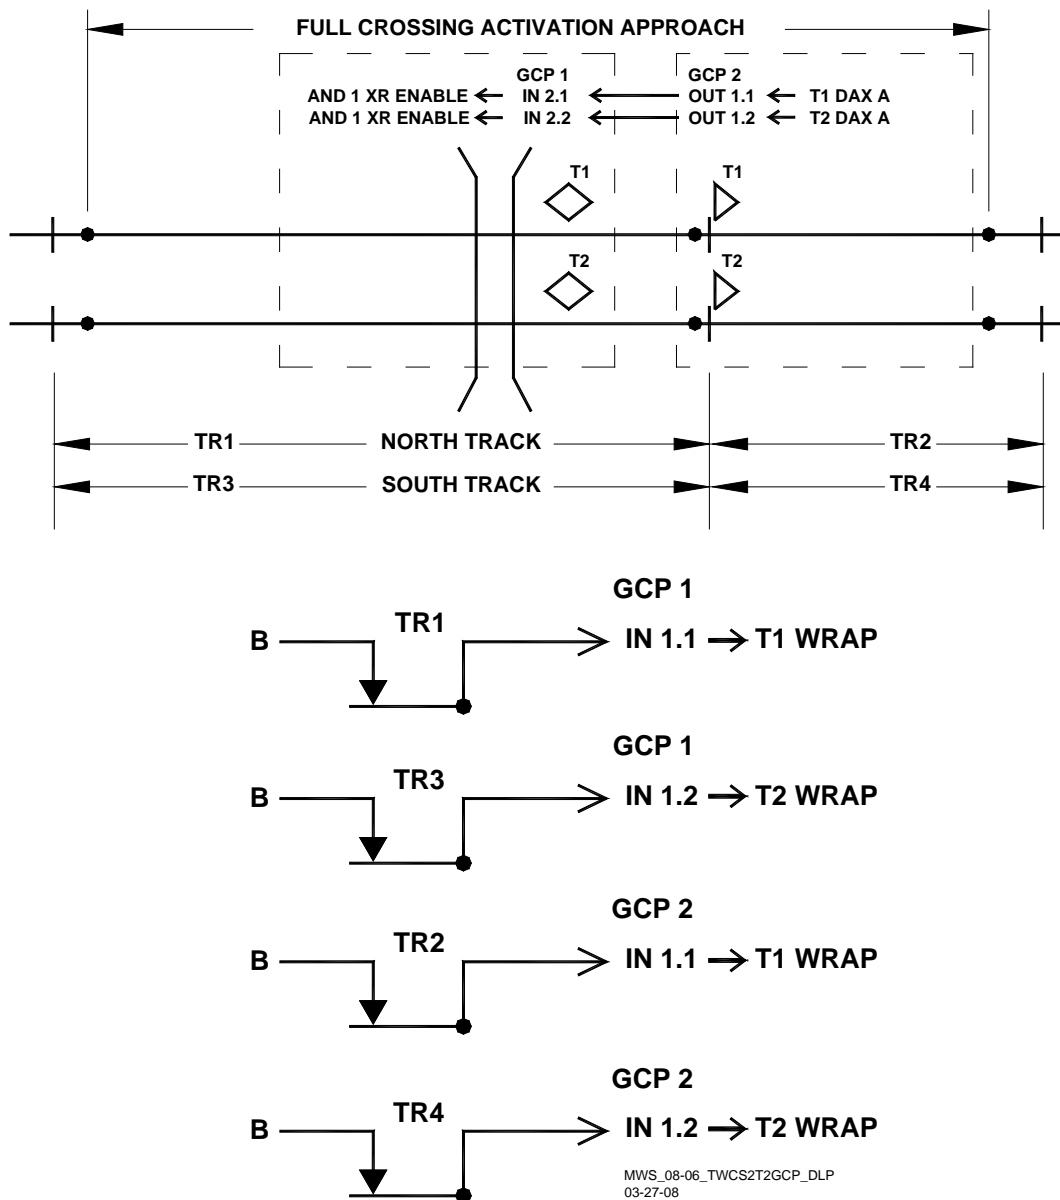 FULL CROSSING ACTIVATION APPROACH
GCP 1 GCP 2
AND 1 XR ENABLE IN 2.1 OUT 1.1 T1 DAX A
AND 1 XR ENABLE IN 2.2 OUT 1.2 T2 DAX A
T1 T1
T2 T2
TR1 NORTH TRACK TR2
TR3 SOUTH TRACK TR4
GCP 1
B TR1 IN 1.1 T1 WRAP
GCP 1
B TR3 IN 1.2 T2 WRAP
GCP 2
B TR2 IN 1.1 T1 WRAP
GCP 2
B TR4 IN 1.2 T2 WRAP
MWS_08-06_TWCS2T2GCP_DLP
03-27-08